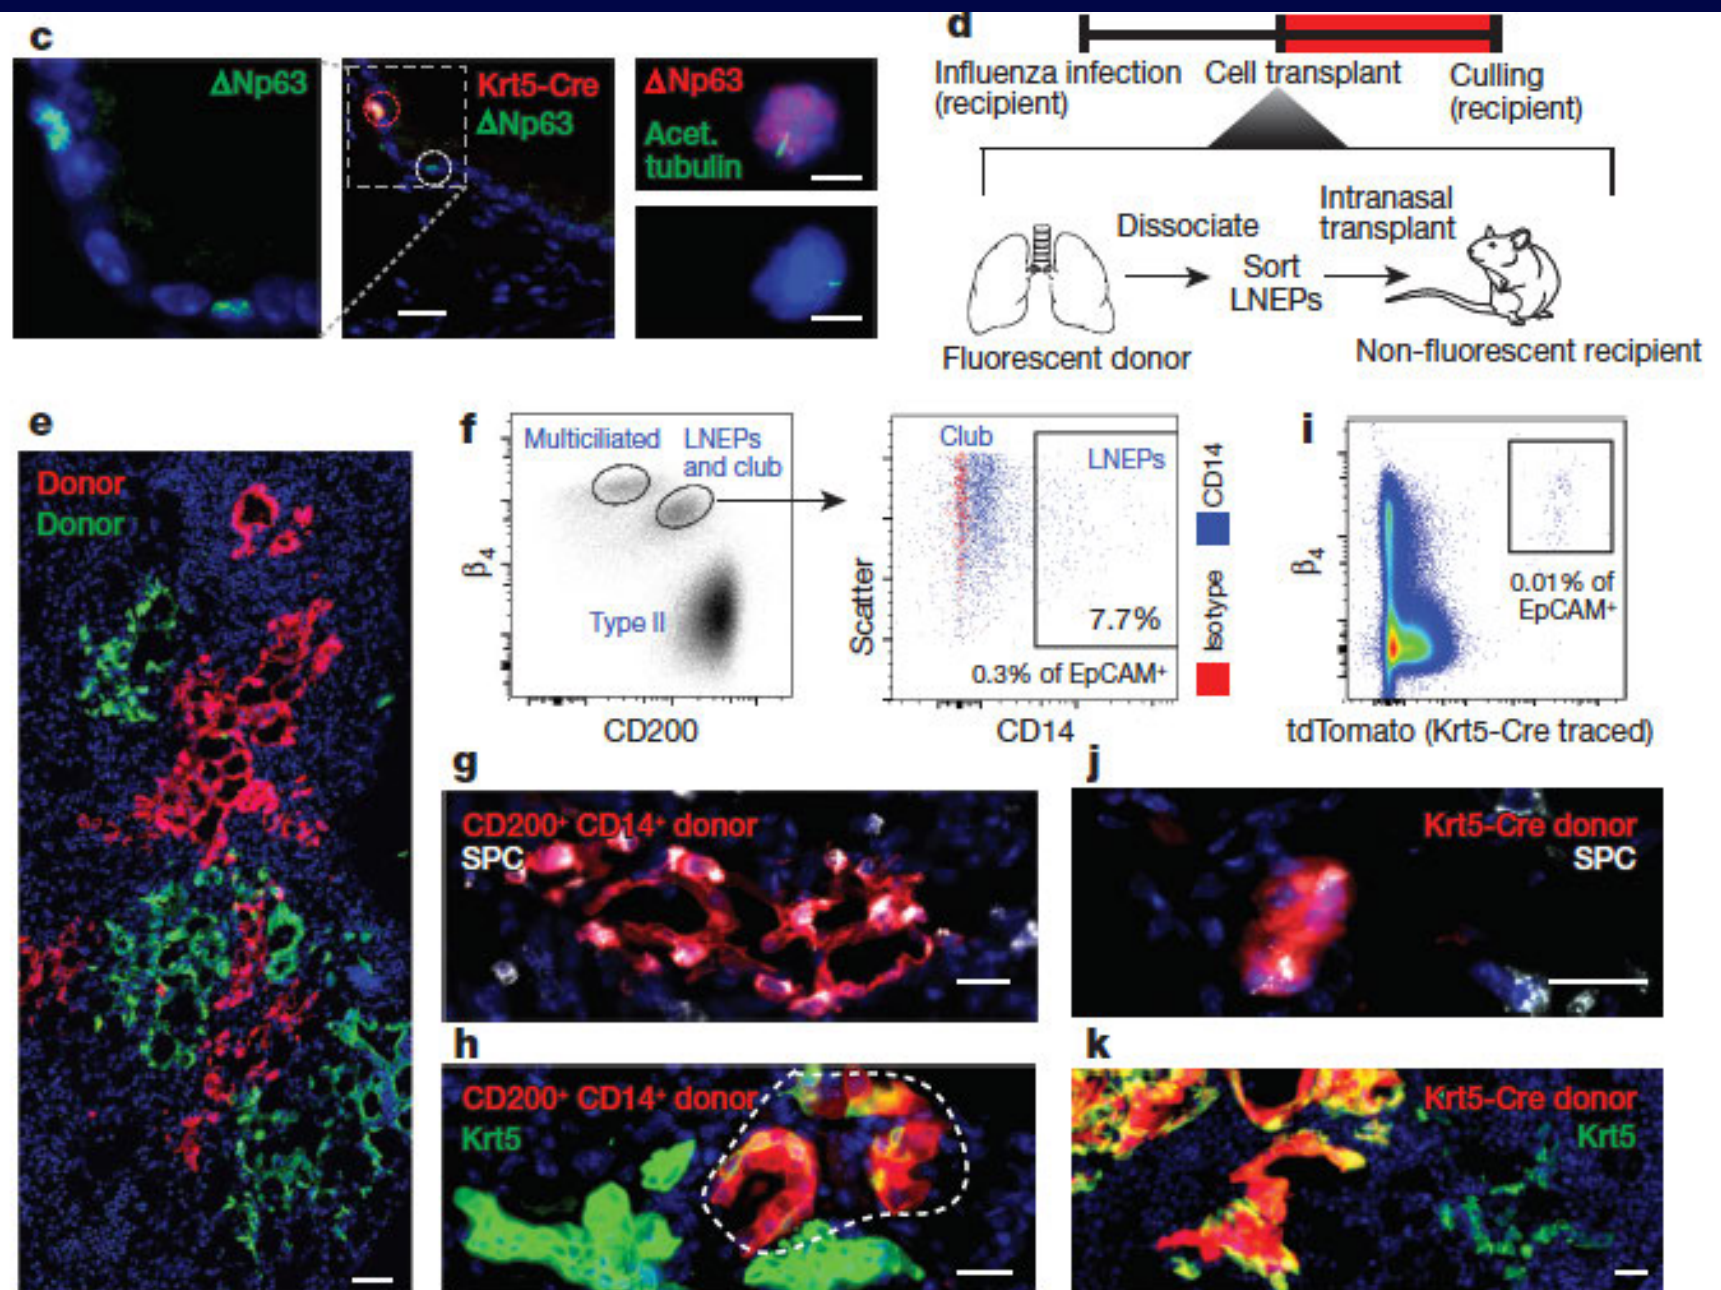 c
ΔNp63
Krt5-Cre
ΔNp63
ΔNp63
Acet.
tubulin
d
Influenza infection
(recipient)
Cell transplant
Culling
(recipient)
Dissociate
Sort
LNEPs
Intranasal
transplant
Fluorescent donor
Non-fluorescent recipient
e
Donor
Donor
f
Multiciliated
LNEPs
and club
Type II
β4
CD200
Club
LNEPs
7.7%
0.3% of EpCAM+
Scatter
CD14
Isotype
CD14
i
β4
0.01% of
EpCAM+
tdTomato (Krt5-Cre traced)
g
CD200+ CD14+ donor
SPC
j
Krt5-Cre donor
SPC
h
CD200+ CD14+ donor
Krt5
k
Krt5-Cre donor
Krt5